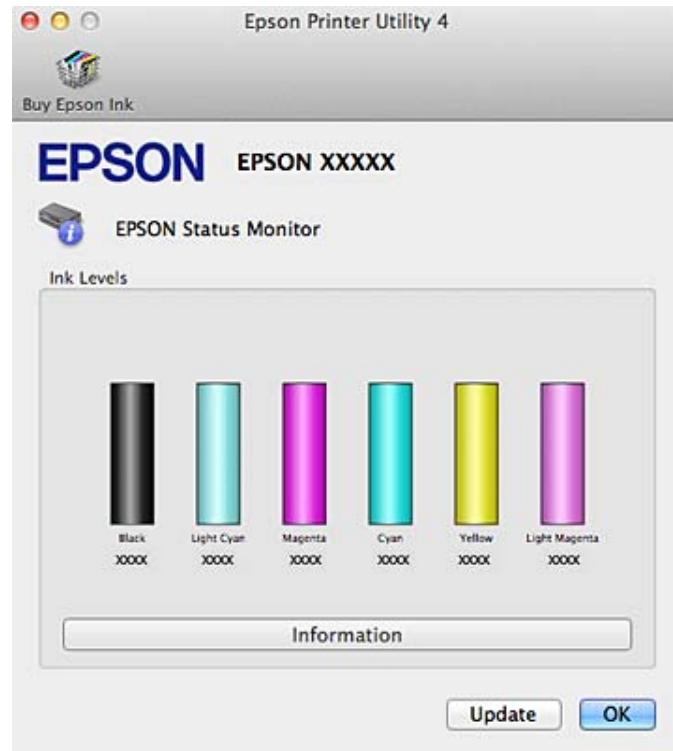 Epson Printer Utility 4
Buy Epson Ink
EPSON EPSON XXXXX
EPSON Status Monitor
Ink Levels
Black Light Cyan Magenta Cyan Yellow Light Magenta
XXXX XXXX XXXX XXXX XXXX XXXX
Information
Update OK